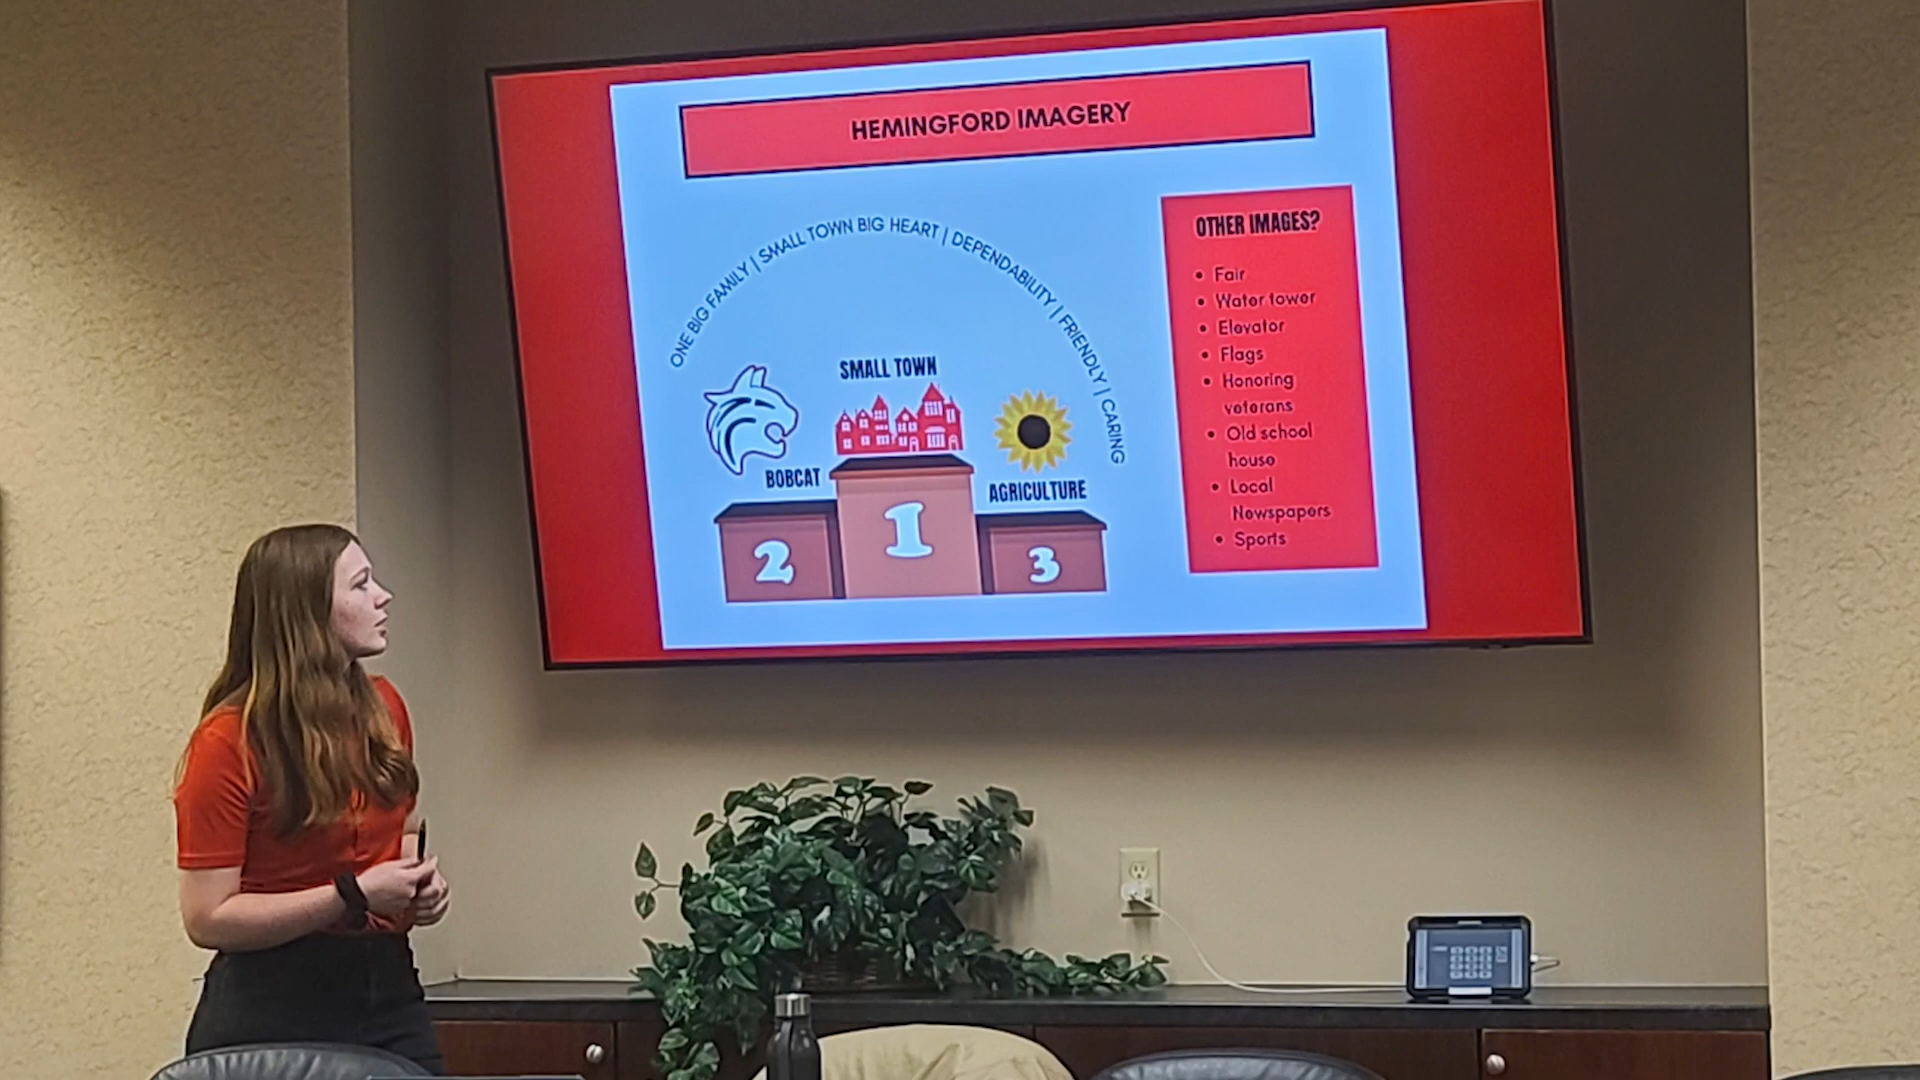 HEMINGFORD IMAGERY
ONE BIG FAMILY | SMALL TOWN BIG HEART | DEPENDABILITY | FRIENDLY | CARING
SMALL TOWN
BOBCAT
AGRICULTURE
2
1
3
OTHER IMAGES?
• Fair
• Water tower
• Elevator
• Flags
• Honoring
veterans
• Old school
house
• Local
Newspapers
• Sports